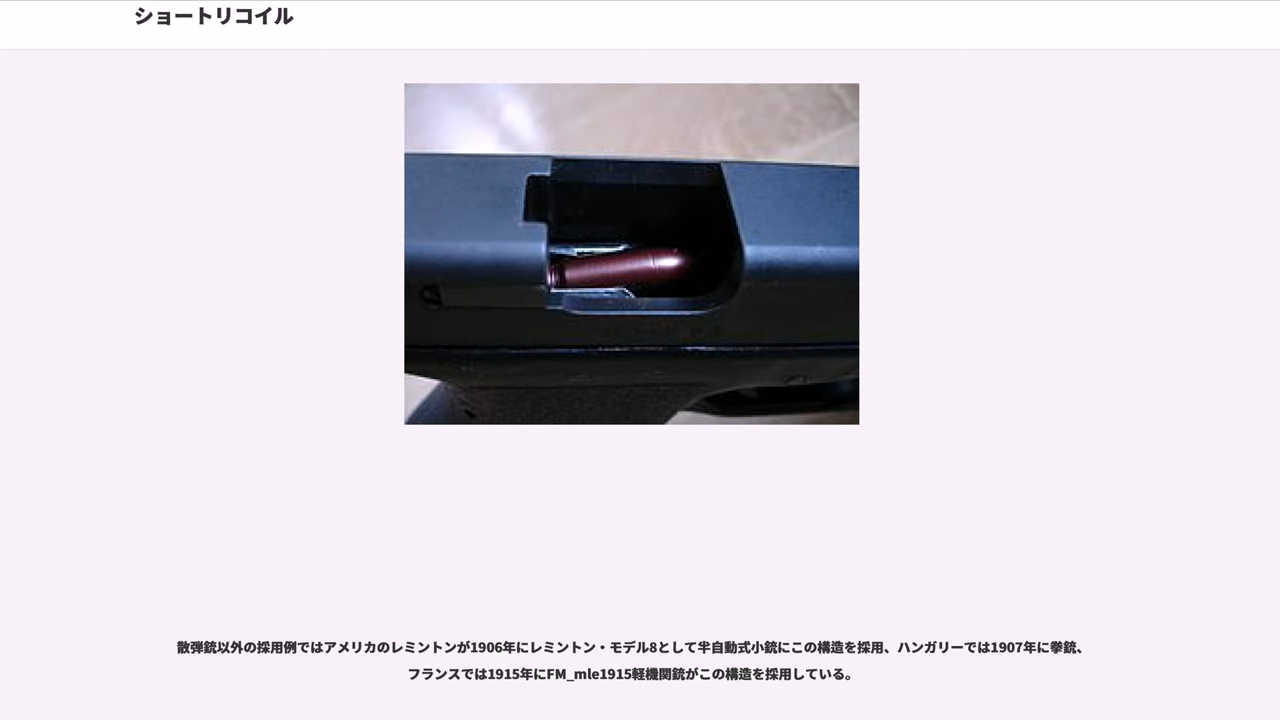 ショートリコイル
散弾銃以外の採用例ではアメリカのレミントンが1906年にレミントン・モデル8として半自動式小銃にこの構造を採用、ハンガリーでは1907年に拳銃、
フランスでは1915年にFM_mle1915軽機関銃がこの構造を採用している。